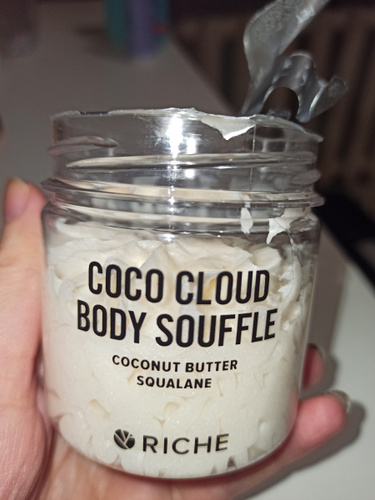 COCO CLOUD
BODY SOUFFLE
COCONUT BUTTER
SQUALANE
RICHE